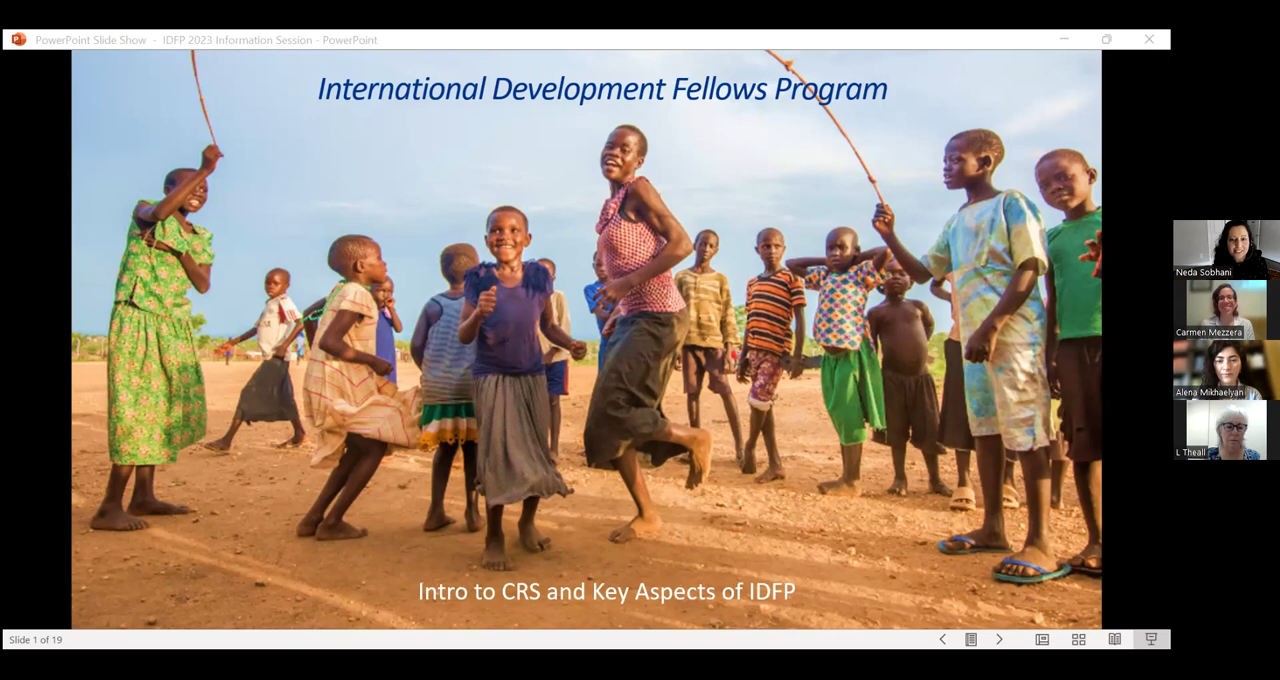 PowerPoint Slide Show - IDFP 2023 Information Session - PowerPoint
International Development Fellows Program
Neda Sobhani
Carmen Mezzera
Alena Mikhaelyan
L Theall
Intro to CRS and Key Aspects of IDFP
Slide 1 of 19